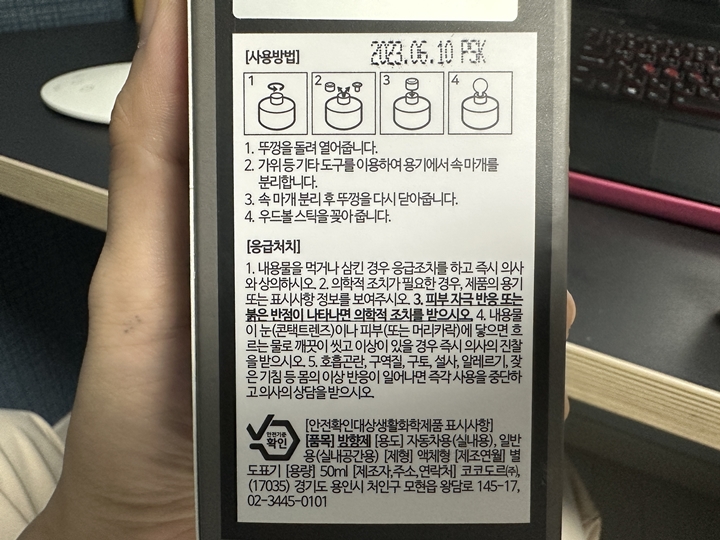 [사용방법] 2023.06.10 PSK
1 2 3 4
1. 뚜껑을 돌려 열어줍니다.
2. 가위 등 기타 도구를 이용하여 용기에서 속 마개를
분리합니다.
3. 속 마개 분리 후 뚜껑을 다시 닫아줍니다.
4. 우드볼 스틱을 꽂아 줍니다.
[응급처치]
1. 내용물을 먹거나 삼킨 경우 응급조치를 하고 즉시 의사
와 상의하시오. 2. 의학적 조치가 필요한 경우, 제품의 용기
또는 표시사항 정보를 보여주시오. 3. 피부 자극 반응 또는
붉은 반점이 나타나면 의학적 조치를 받으시오. 4. 내용물
이 눈(콘택트렌즈)이나 피부(또는 머리카락)에 닿으면 흐
르는 물로 깨끗이 씻고 이상이 있을 경우 즉시 의사의 진찰
을 받으시오. 5. 호흡곤란, 구역질, 구토, 설사, 알레르기, 잦
은 기침 등 몸의 이상 반응이 일어나면 즉각 사용을 중단하
고 의사의 상담을 받으시오.
안전기준
확인
[안전확인대상생활화학제품 표시사항]
[품목] 방향제 [용도] 자동차용(실내용), 일반
용(실내공간용) [제형] 액체형 [제조연월] 별
도표기 [용량] 50ml [제조자,주소,연락처] 코코도르㈜,
(17035) 경기도 용인시 처인구 모현읍 왕담로 145-17,
02-3445-0101